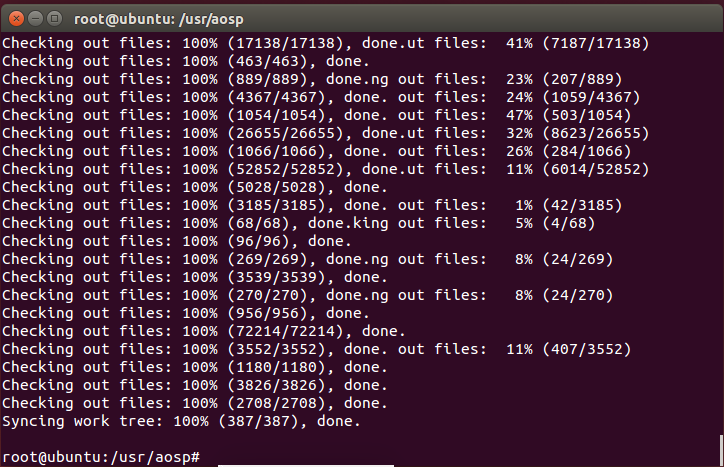 root@ubuntu: /usr/aosp
Checking out files: 100% (17138/17138), done.ut files:  41% (7187/17138)
Checking out files: 100% (463/463), done.
Checking out files: 100% (889/889), done.ng out files:  23% (207/889)
Checking out files: 100% (4367/4367), done. out files:  24% (1059/4367)
Checking out files: 100% (1054/1054), done. out files:  47% (503/1054)
Checking out files: 100% (26655/26655), done.ut files:  32% (8623/26655)
Checking out files: 100% (1066/1066), done. out files:  26% (284/1066)
Checking out files: 100% (52852/52852), done.ut files:  11% (6014/52852)
Checking out files: 100% (5028/5028), done.
Checking out files: 100% (3185/3185), done. out files:   1% (42/3185)
Checking out files: 100% (68/68), done.king out files:   5% (4/68)
Checking out files: 100% (96/96), done.
Checking out files: 100% (269/269), done.ng out files:   8% (24/269)
Checking out files: 100% (3539/3539), done.
Checking out files: 100% (270/270), done.ng out files:   8% (24/270)
Checking out files: 100% (956/956), done.
Checking out files: 100% (72214/72214), done.
Checking out files: 100% (3552/3552), done. out files:  11% (407/3552)
Checking out files: 100% (1180/1180), done.
Checking out files: 100% (3826/3826), done.
Checking out files: 100% (2708/2708), done.
Syncing work tree: 100% (387/387), done.
root@ubuntu:/usr/aosp#